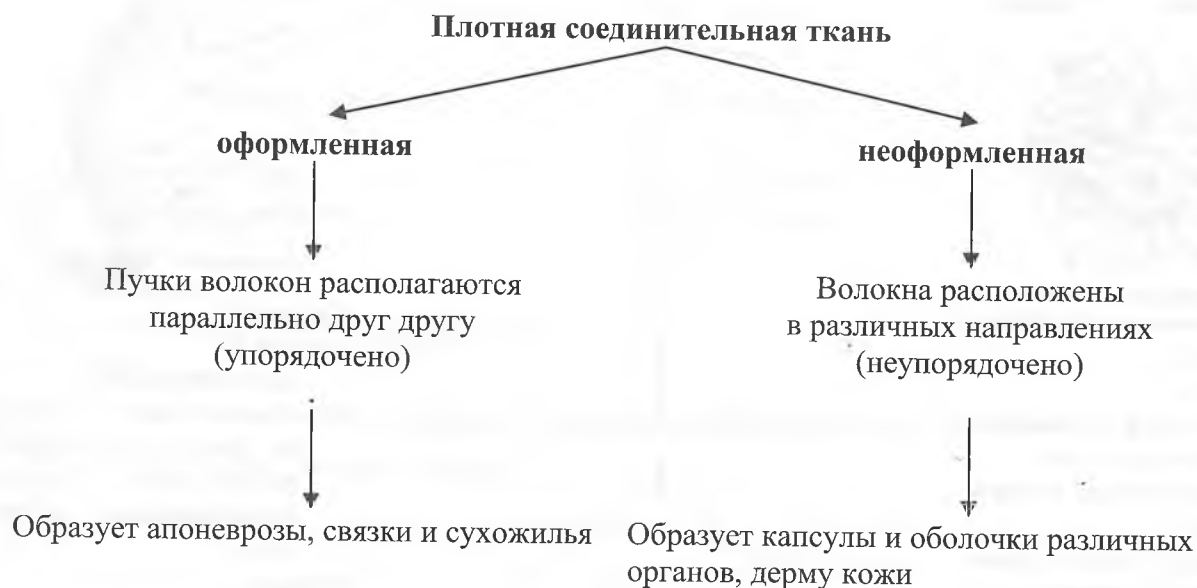 Плотная соединительная ткань
оформленная
неоформленная
Пучки волокон располагаются
параллельно друг другу
(упорядочено)
Волокна расположены
в различных направлениях
(неупорядочено)
Образует апоневрозы, связки и сухожилья
Образует капсулы и оболочки различных
органов, дерму кожи